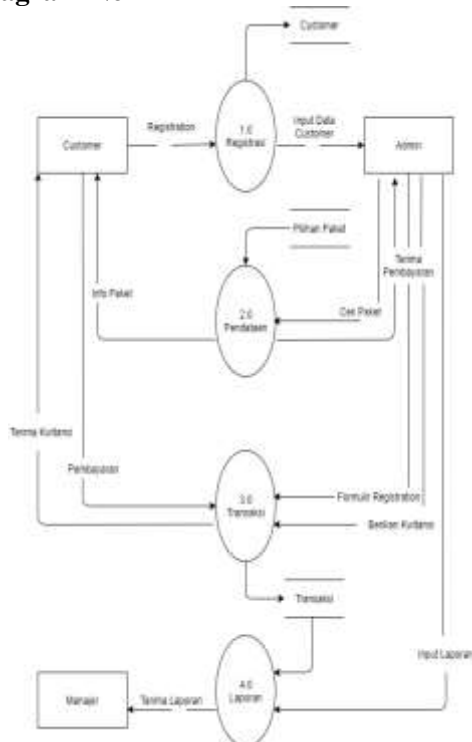 Customer
Registration
1.0
Registrasi
Input Data
Customer
Customer
Admin
Pilihan Paket
Terima
Pembayaran
Info Paket
2.0
Pendataan
Cek Paket
Terima Kuitansi
Pembayaran
3.0
Transaksi
Formulir Registration
Berikan Kuitansi
Transaksi
Input Laporan
4.0
Laporan
Manajer
Terima Laporan